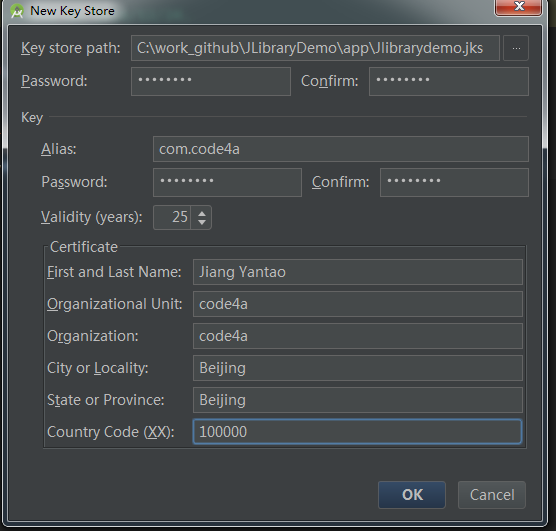 New Key Store
Key store path: C:\work_github\JLibraryDemo\app\Jlibrarydemo.jks ...
Password: •••••••• Confirm: ••••••••
Key
Alias: com.code4a
Password: •••••••• Confirm: ••••••••
Validity (years): 25
Certificate
First and Last Name: Jiang Yantao
Organizational Unit: code4a
Organization: code4a
City or Locality: Beijing
State or Province: Beijing
Country Code (XX): 100000
OK Cancel